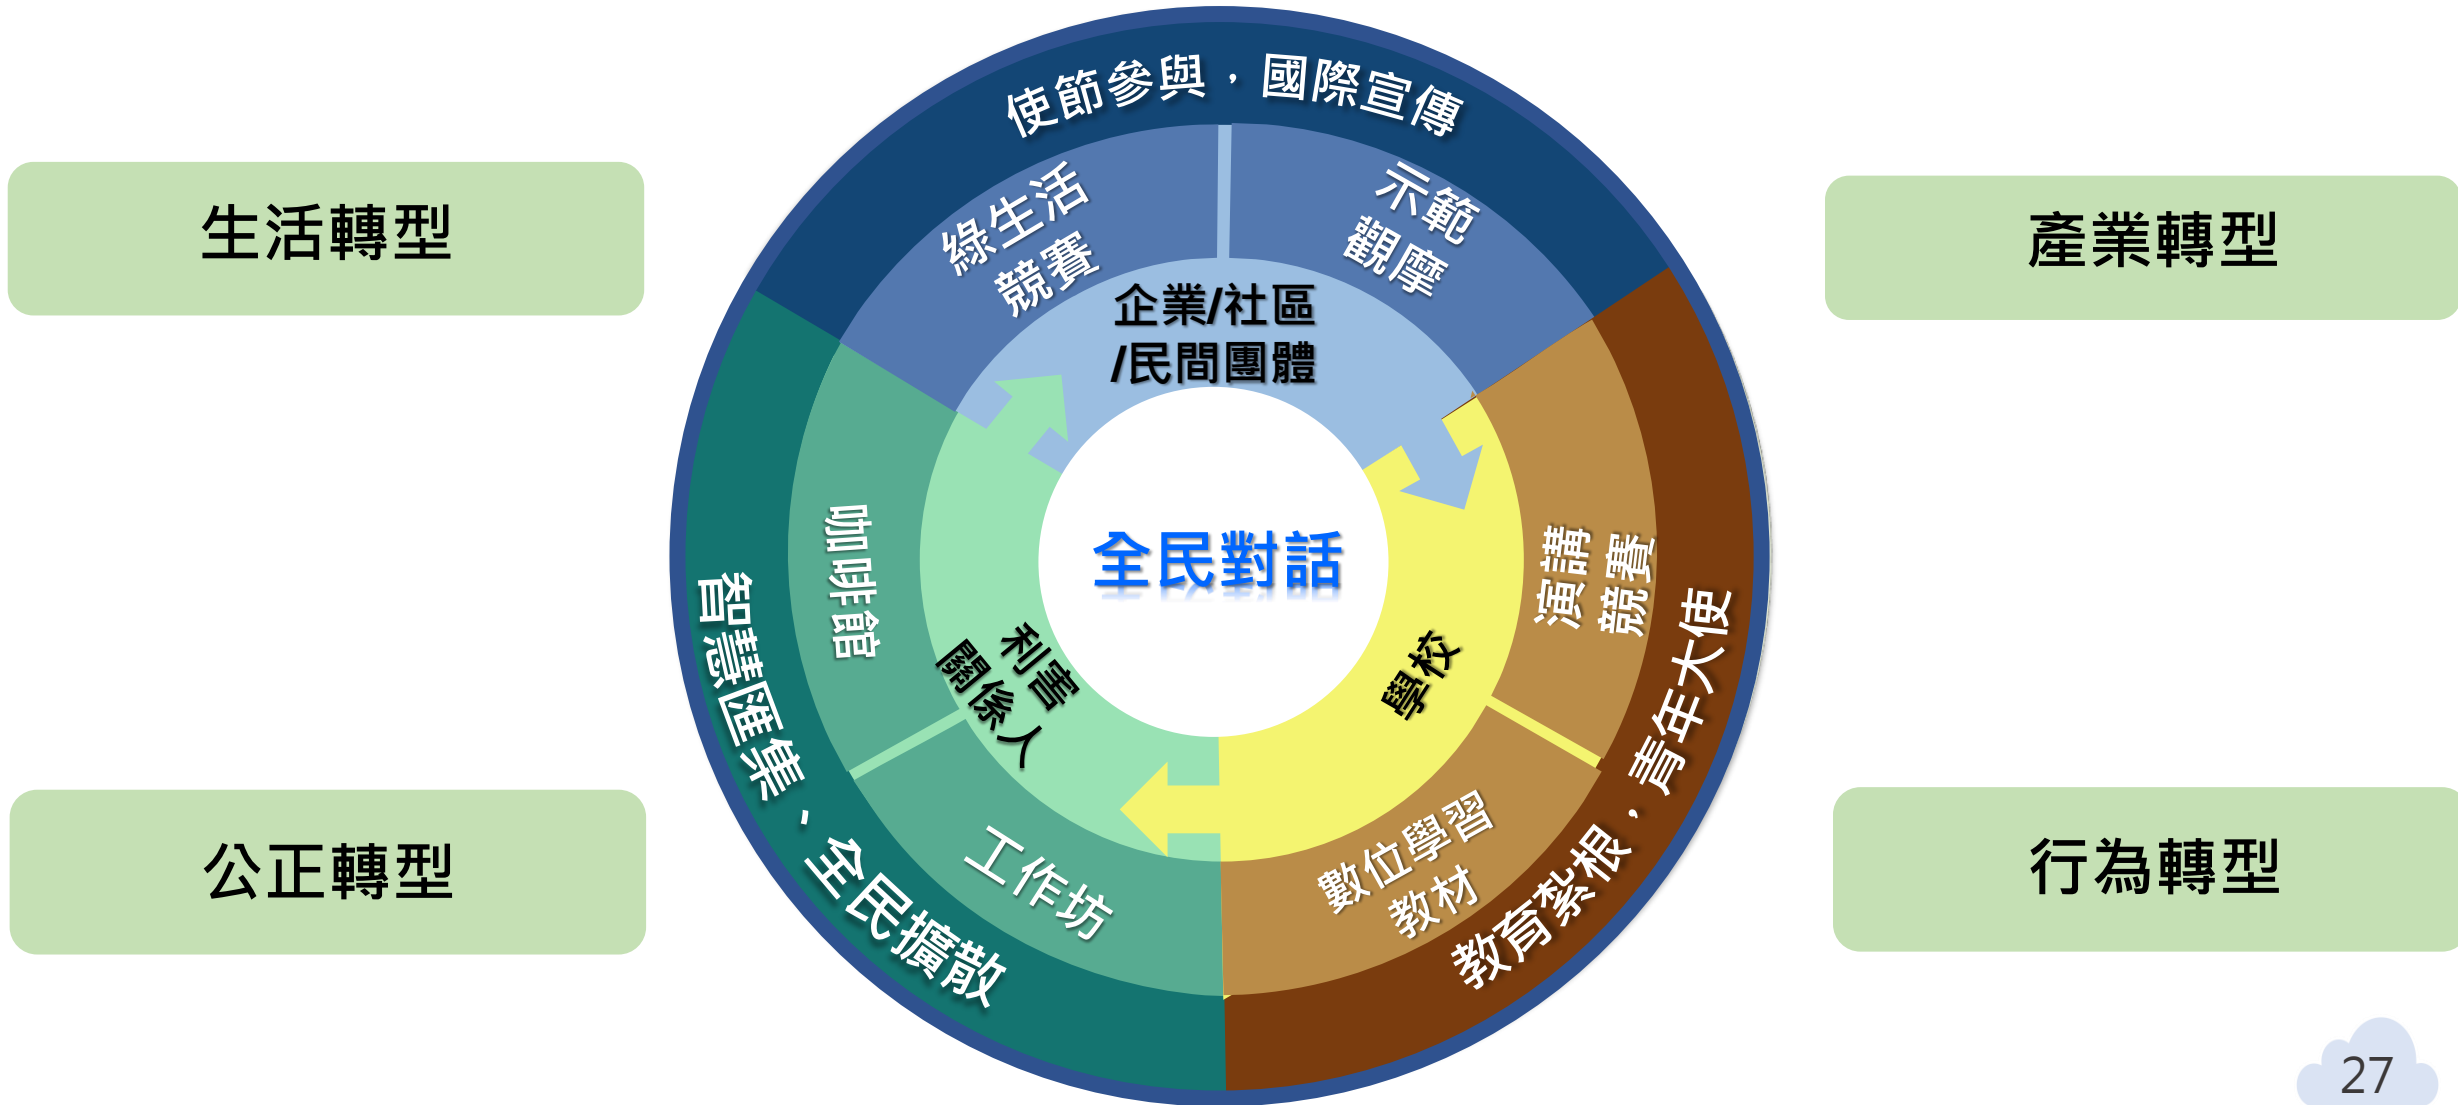 使節參與，國際宣傳
生活轉型
綠生活
競賽
示範
觀摩
產業轉型
企業/社區
/民間團體
咖啡館
全民對話
演講
競賽
利害
關係人
學校
智慧匯集、全民擴散
教育紮根，青年大使
工作坊
數位學習
教材
公正轉型
行為轉型
27